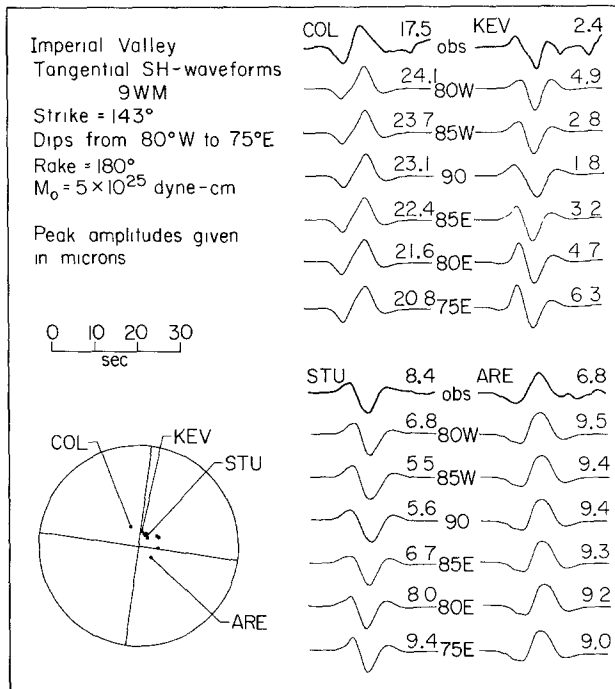 Imperial Valley
Tangential SH-waveforms
9WM
Strike = 143°
Dips from 80°W to 75°E
Rake = 180°
M₀ = 5 × 10²⁵ dyne-cm
Peak amplitudes given
in microns
0 10 20 30
sec
COL KEV STU ARE
COL 17.5 obs KEV 2.4
24.1 80W 4.9
23.7 85W 2 8
23.1 90 1 8
22.4 85E 3 2
21.6 80E 4 7
20 8 75E 6 3
STU 8.4 obs ARE 6.8
6.8 80W 9.5
5 5 85W 9.4
5.6 90 9.4
6 7 85E 9.3
8 0 80E 9.2
9.4 75E 9.0